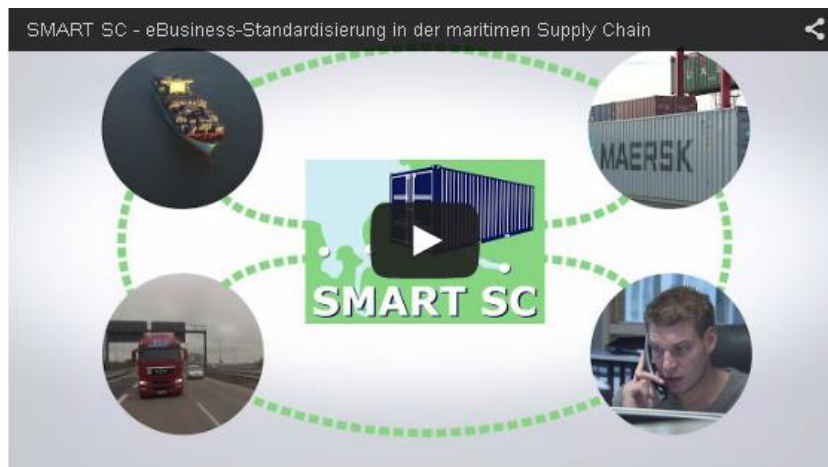 SMART SC - eBusiness-Standardisierung in der maritimen Supply Chain
MAERSK
SMART SC